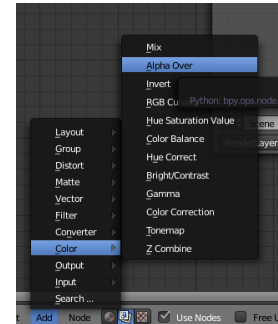 Mix
Alpha Over
Invert
RGB Cu
Python: bpy.ops.node.
Hue Saturation Value
Scene
Color Balance
RenderLayer
Hue Correct
Bright/Contrast
Gamma
Color Correction
Tonemap
Z Combine
Layout
Group
Distort
Matte
Vector
Filter
Converter
Color
Output
Input
Search ...
Add Node Use Nodes Free